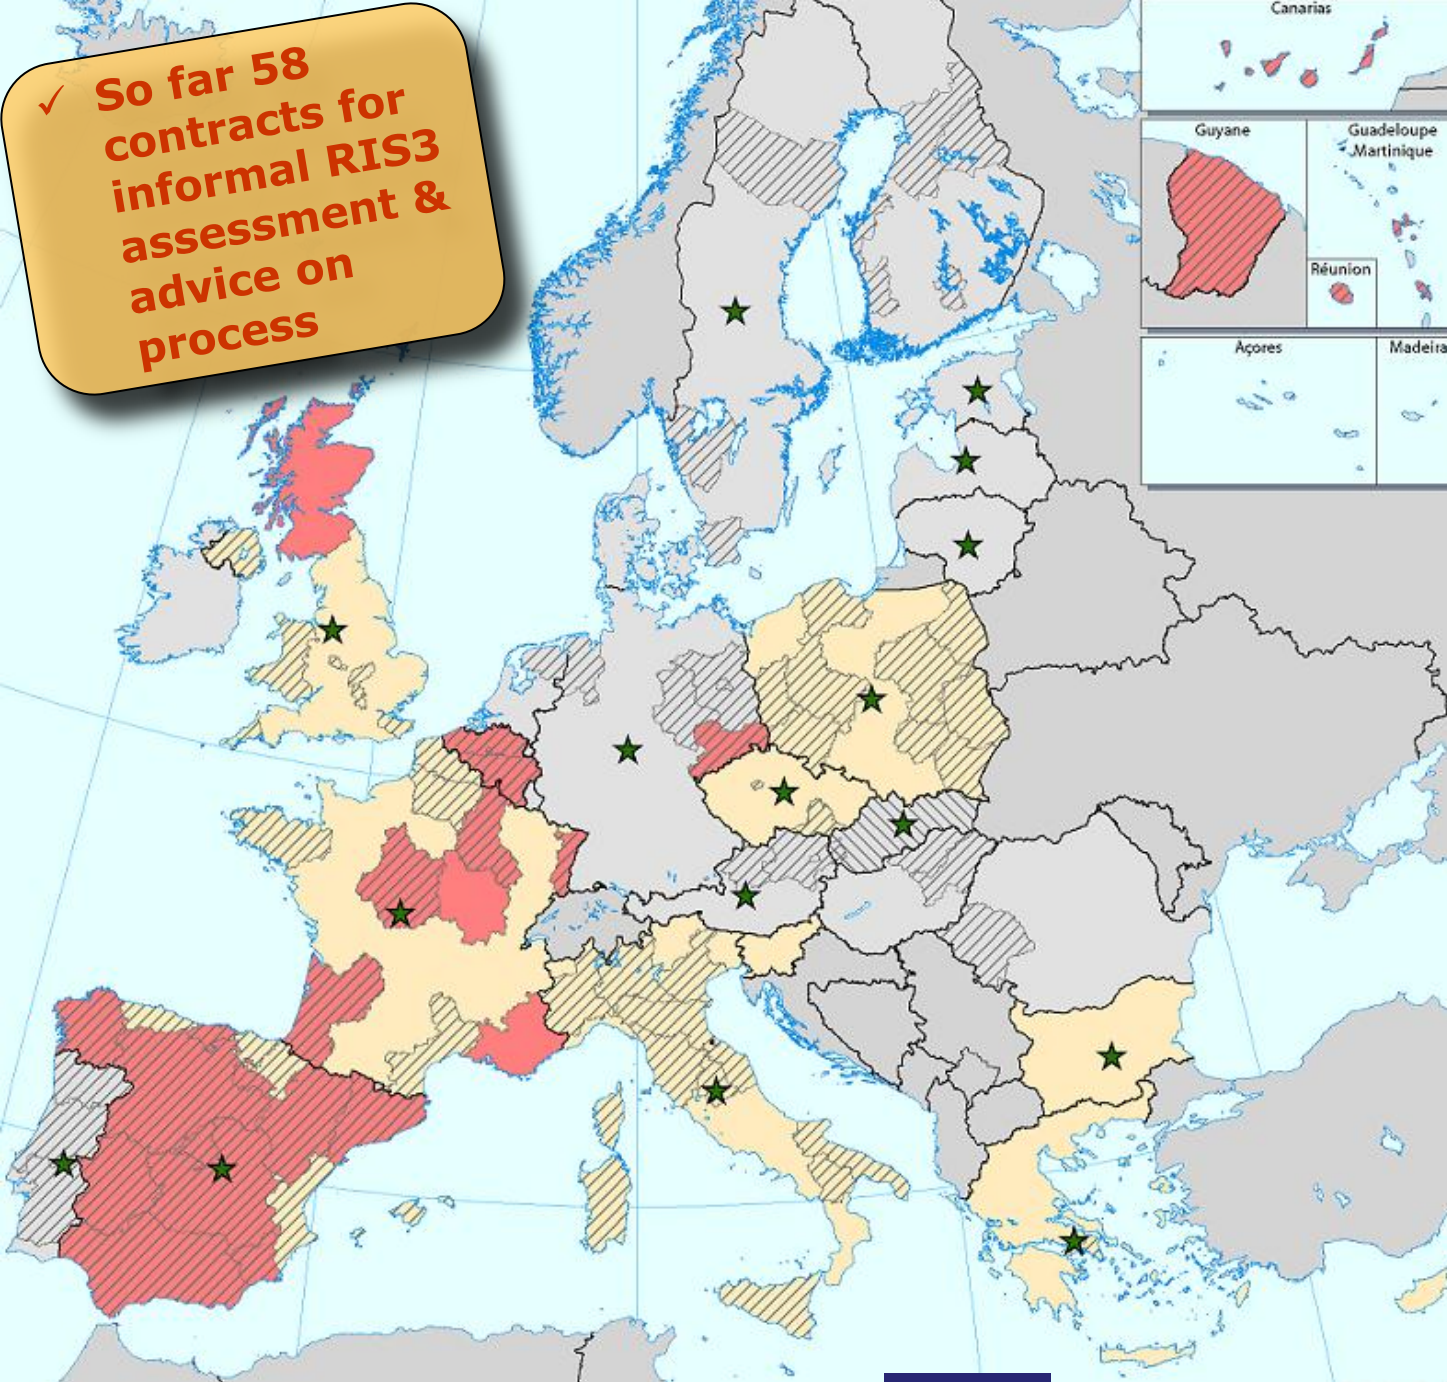 ✓ So far 58
contracts for
informal RIS3
assessment &
advice on
process
Canarias
Guyane
Guadeloupe
Martinique
Réunion
Açores
Madeira